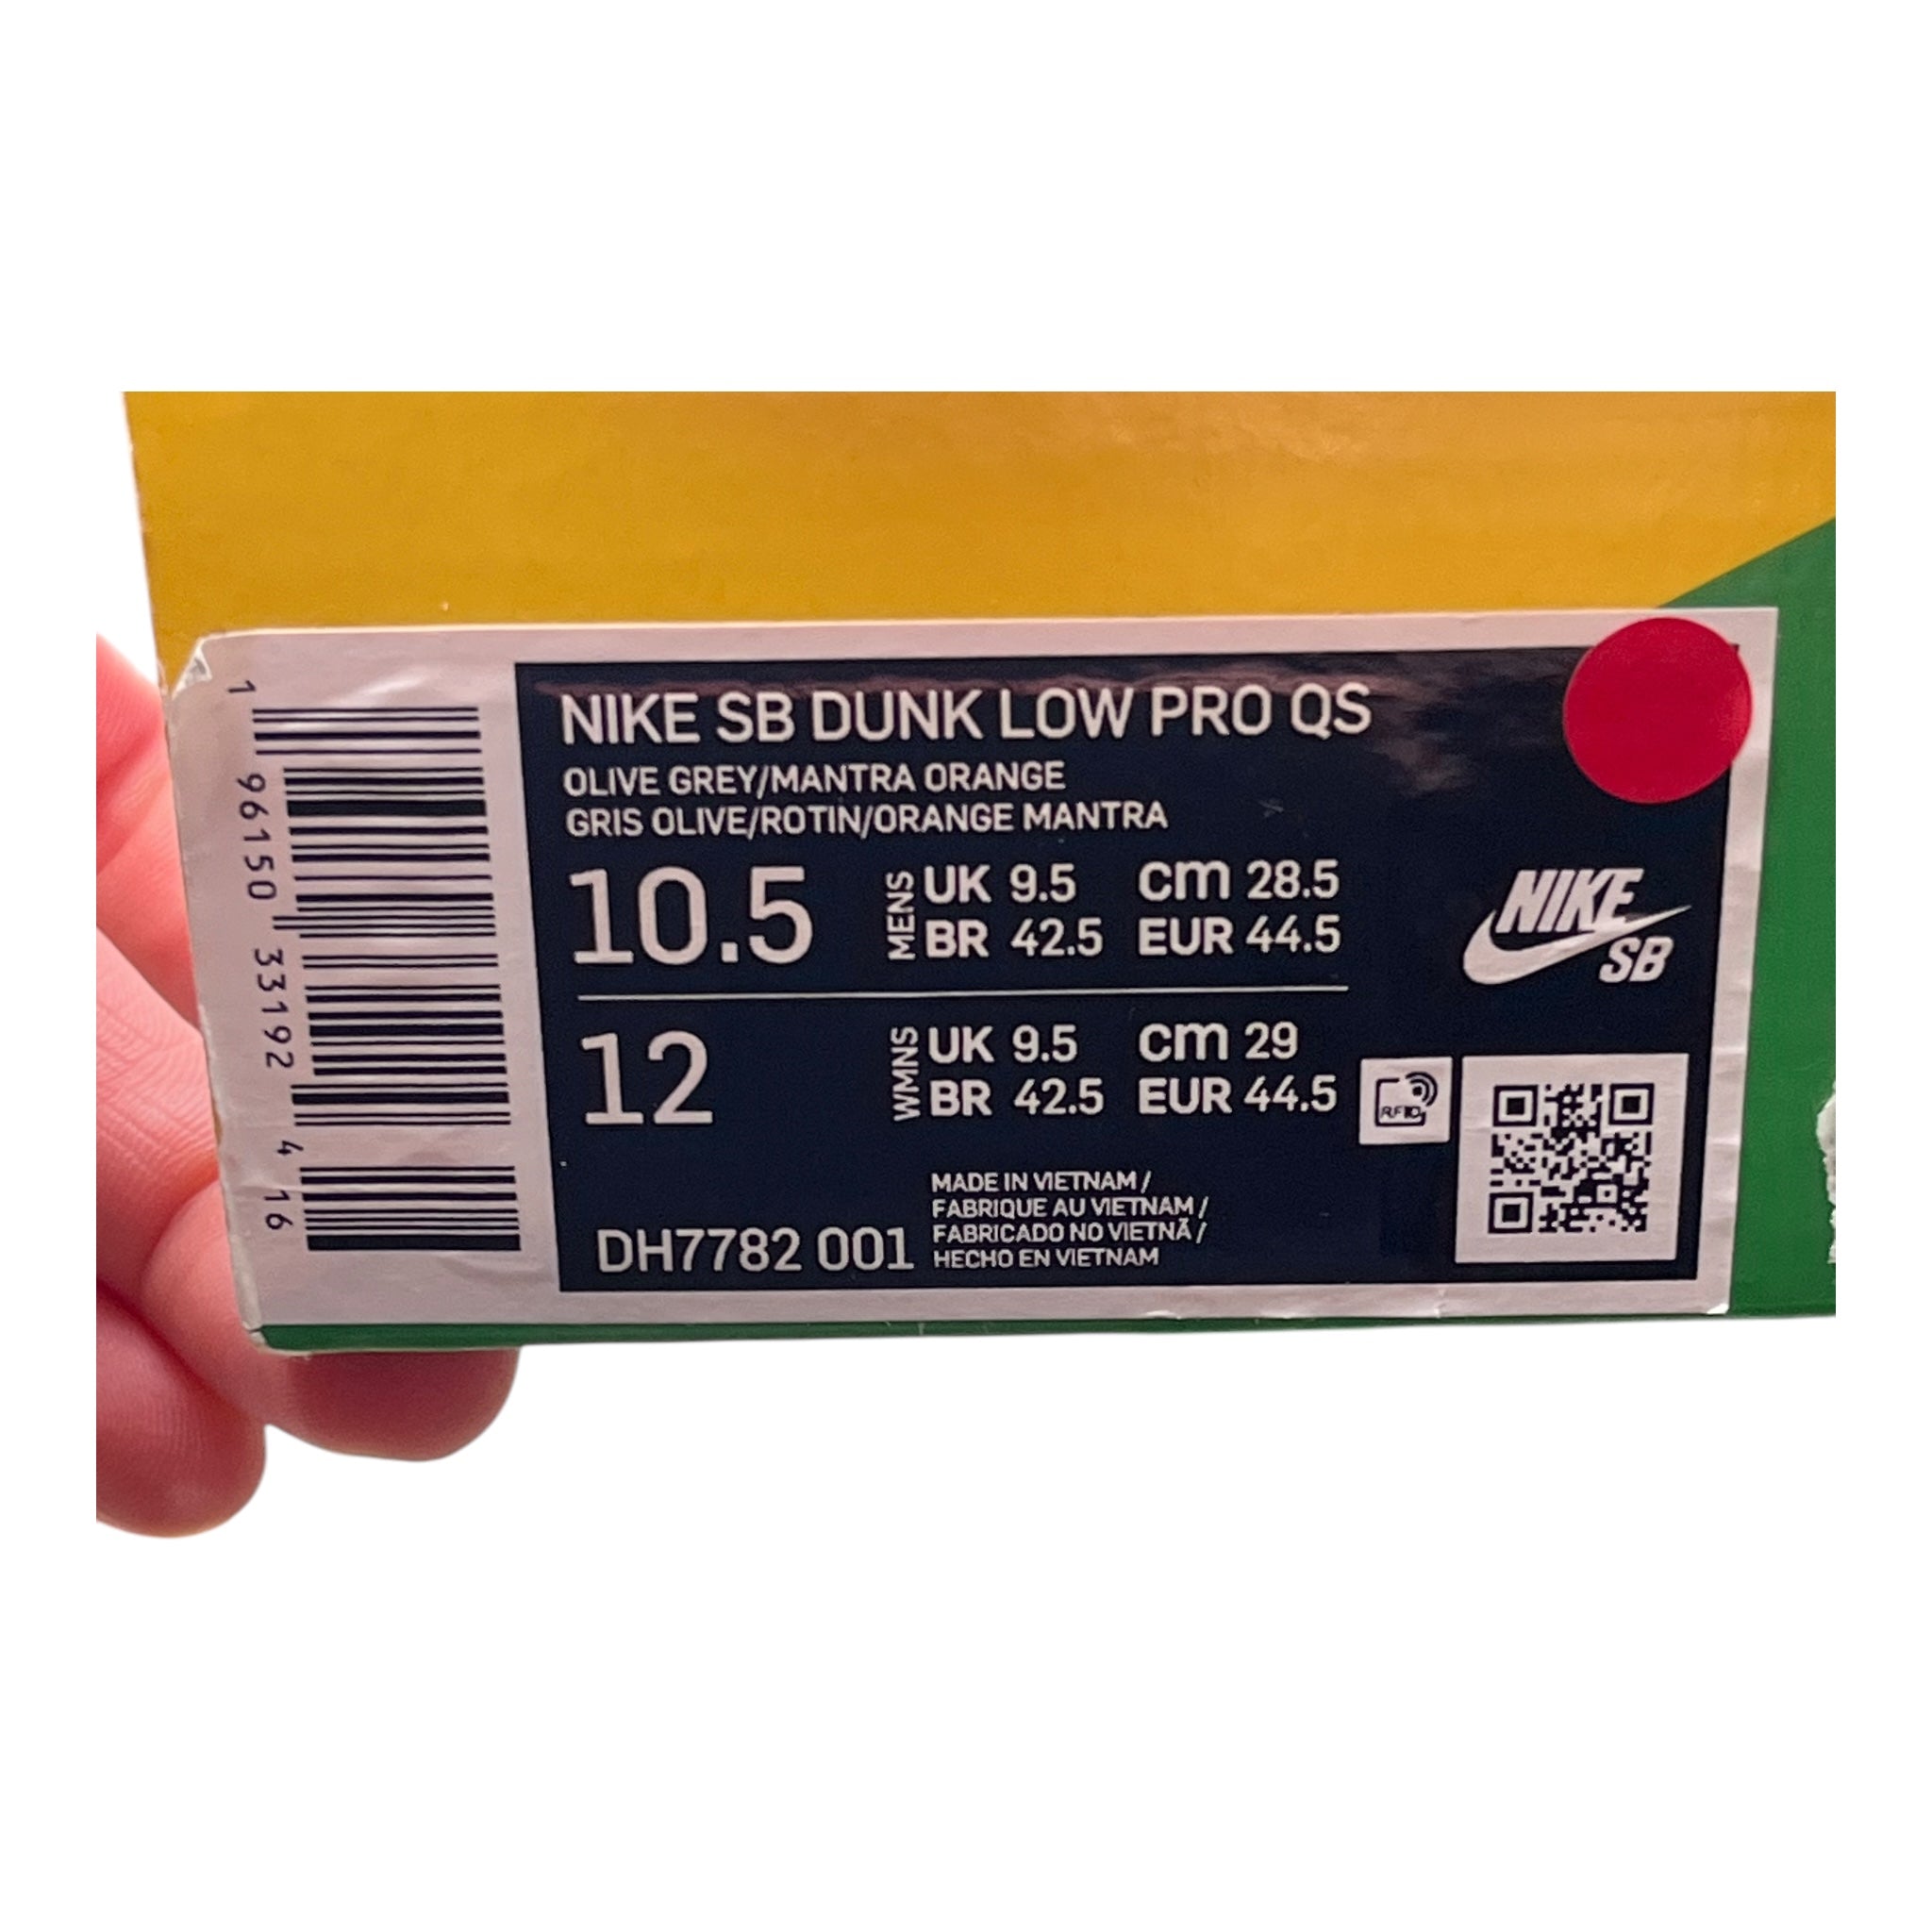 NIKE SB DUNK LOW PRO QS
OLIVE GREY/MANTRA ORANGE
GRIS OLIVE/ROTIN/ORANGE MANTRA
10.5
MENS
UK 9.5 cm 28.5
BR 42.5 EUR 44.5
12
WMNS
UK 9.5 cm 29
BR 42.5 EUR 44.5
DH7782 001
MADE IN VIETNAM /
FABRIQUE AU VIETNAM /
FABRICADO NO VIETNÃ /
HECHO EN VIETNAM
NIKE
SB
RFID
1 96150 33192 4 16